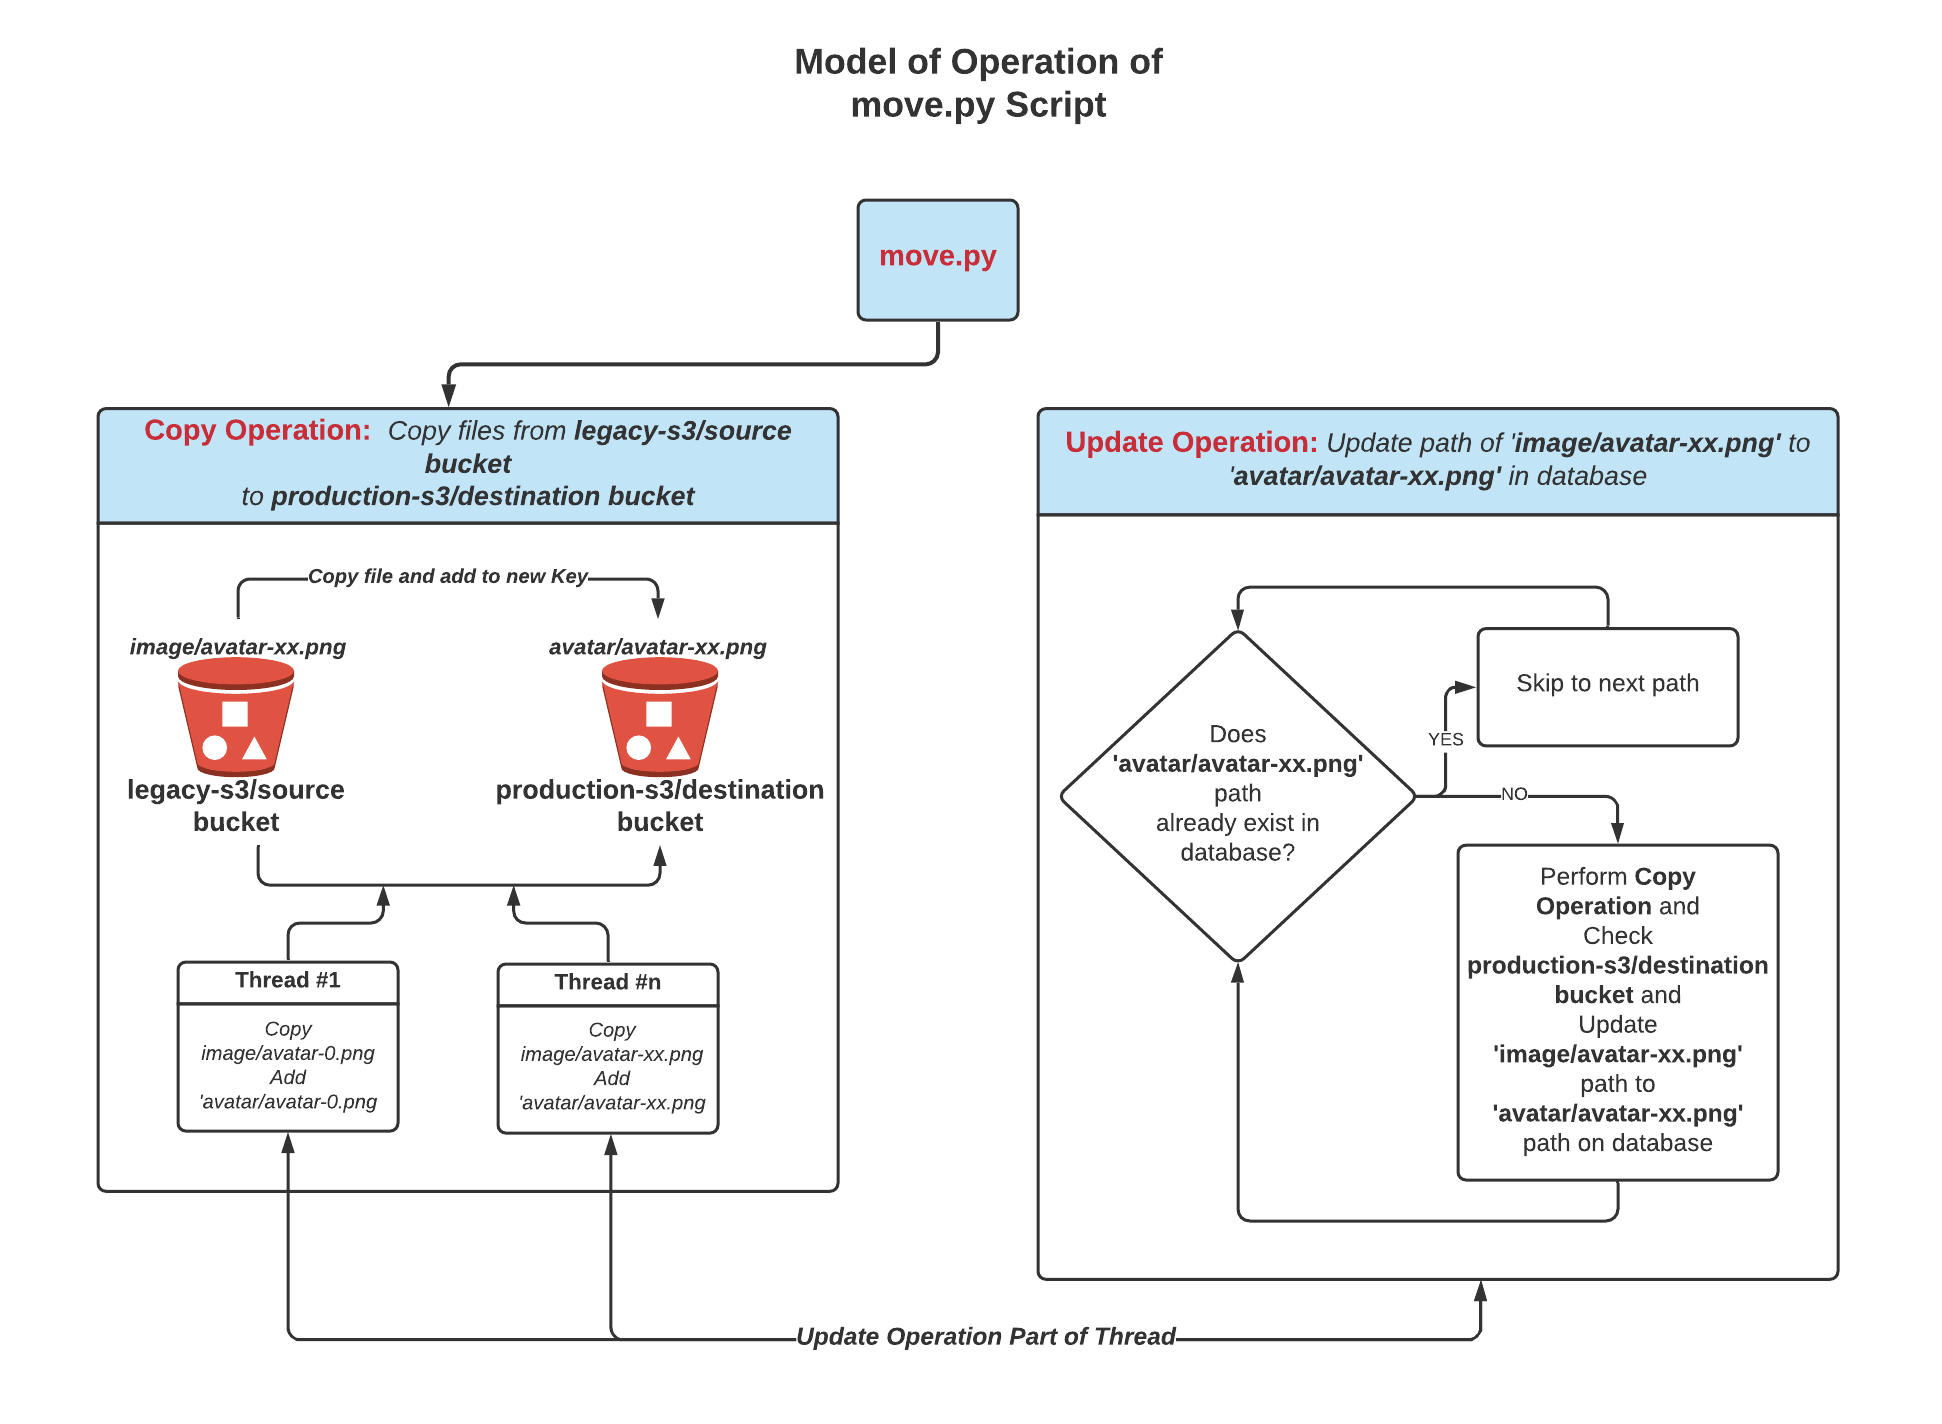 Model of Operation of
move.py Script
move.py
Copy Operation: Copy files from legacy-s3/source
bucket
to production-s3/destination bucket
Copy file and add to new Key
image/avatar-xx.png
avatar/avatar-xx.png
legacy-s3/source
bucket
production-s3/destination
bucket
Thread #1
Copy
image/avatar-0.png
Add
'avatar/avatar-0.png
Thread #n
Copy
image/avatar-xx.png
Add
'avatar/avatar-xx.png
Update Operation: Update path of 'image/avatar-xx.png' to
'avatar/avatar-xx.png' in database
Does
'avatar/avatar-xx.png'
path
already exist in
database?
YES
Skip to next path
NO
Perform Copy
Operation and
Check
production-s3/destination
bucket and
Update
'image/avatar-xx.png'
path to
'avatar/avatar-xx.png'
path on database
Update Operation Part of Thread